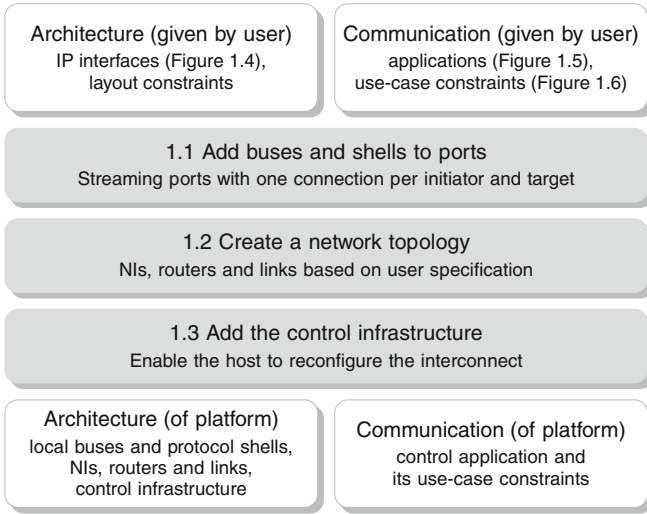 Architecture (given by user)
IP interfaces (Figure 1.4),
layout constraints
Communication (given by user)
applications (Figure 1.5),
use-case constraints (Figure 1.6)
1.1 Add buses and shells to ports
Streaming ports with one connection per initiator and target
1.2 Create a network topology
NIs, routers and links based on user specification
1.3 Add the control infrastructure
Enable the host to reconfigure the interconnect
Architecture (of platform)
local buses and protocol shells,
NIs, routers and links,
control infrastructure
Communication (of platform)
control application and
its use-case constraints